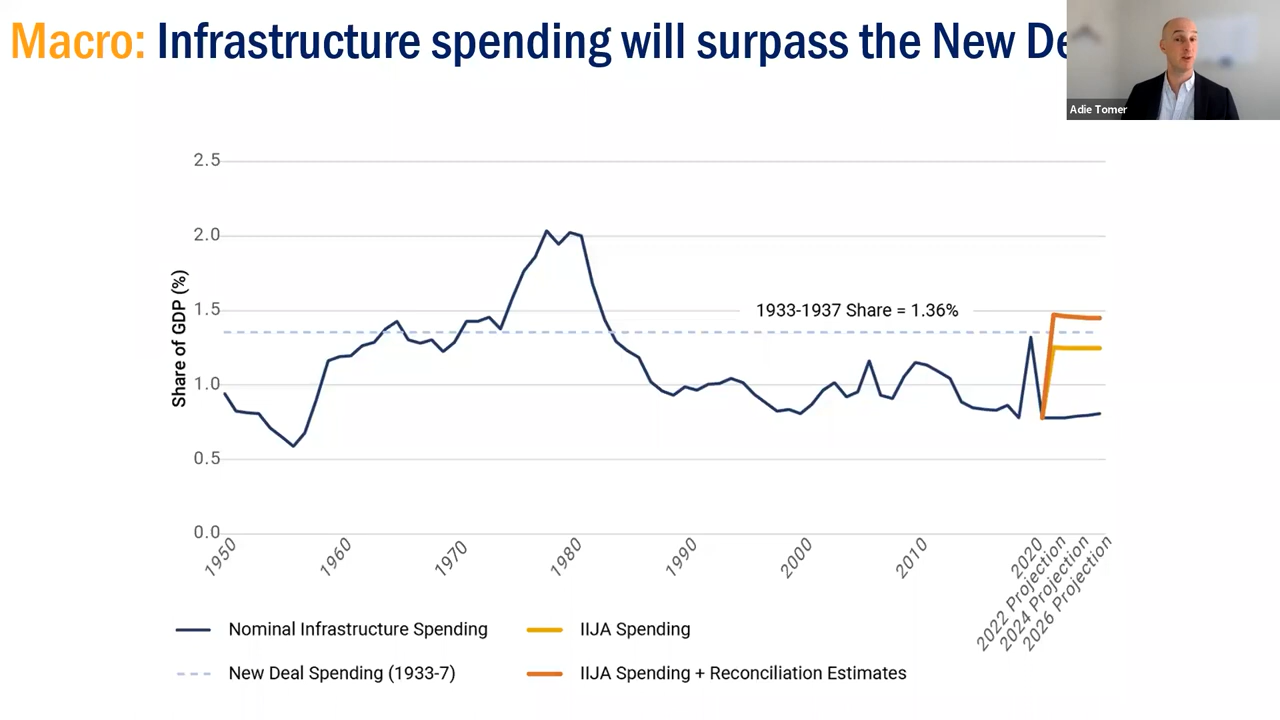 Macro: Infrastructure spending will surpass the New De
Adie Tomer
2.5
2.0
1.5
1.0
0.5
0.0
Share of GDP (%)
1933-1937 Share = 1.36%
1950
1960
1970
1980
1990
2000
2010
2020
2022 Projection
2024 Projection
2026 Projection
Nominal Infrastructure Spending
IIJA Spending
New Deal Spending (1933-7)
IIJA Spending + Reconciliation Estimates